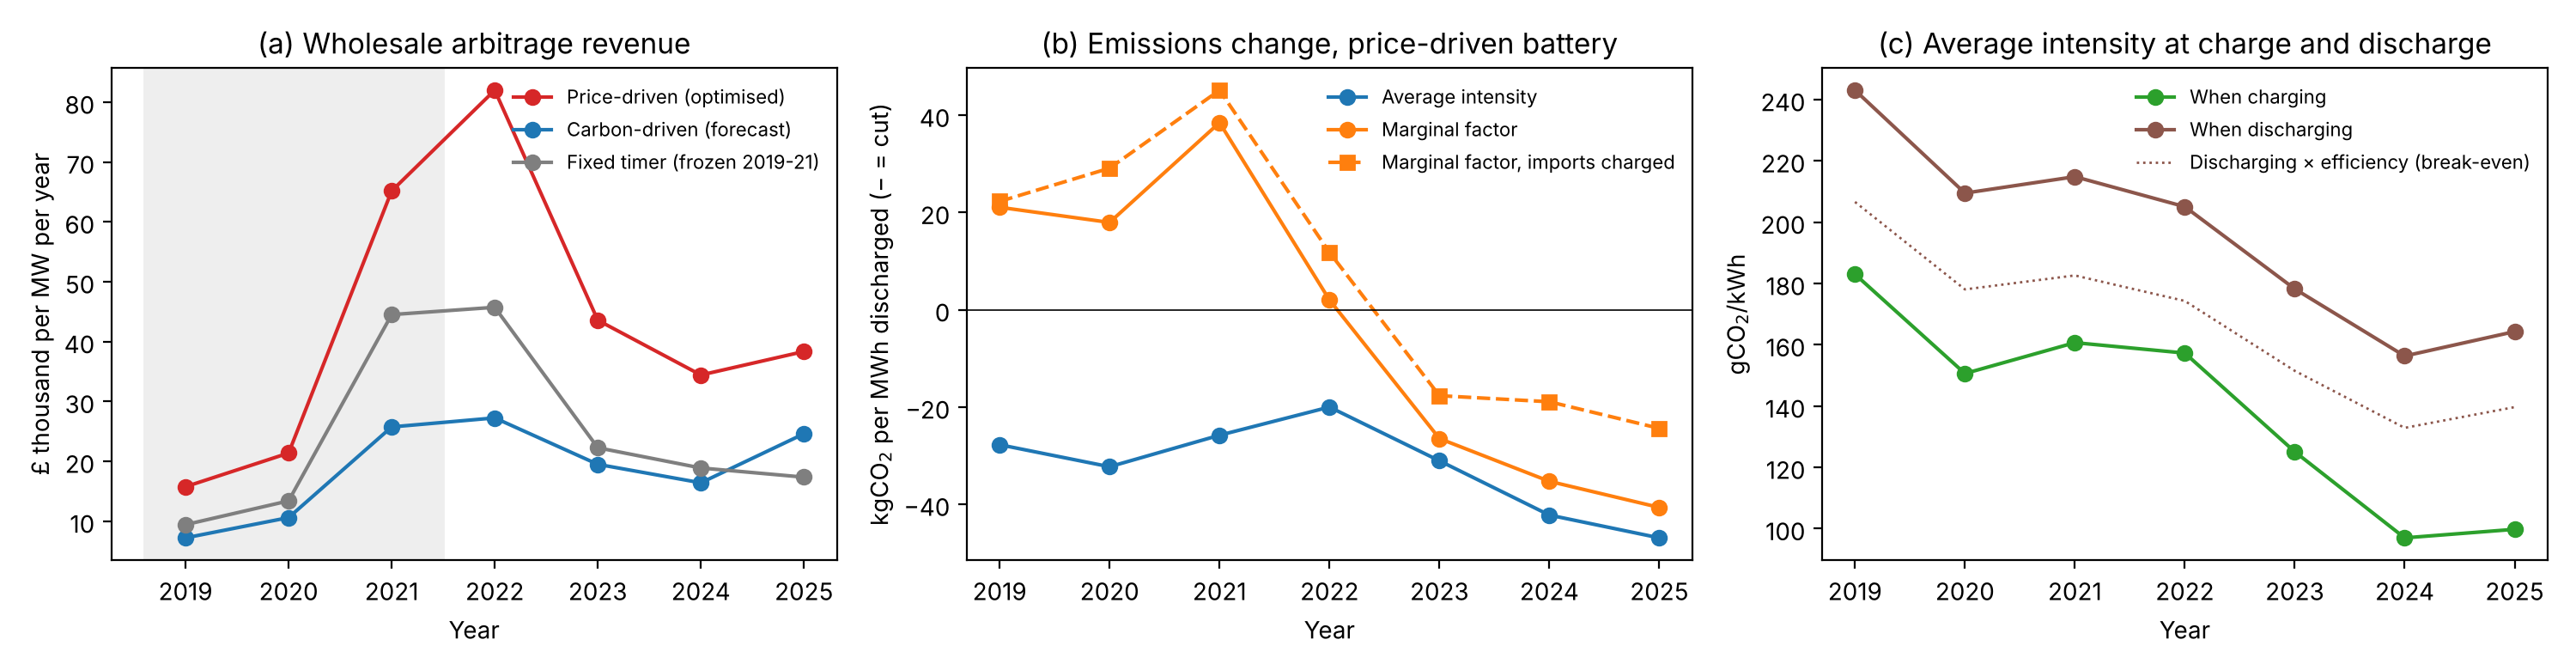 (a) Wholesale arbitrage revenue
£ thousand per MW per year
80
70
60
50
40
30
20
10
Price-driven (optimised)
Carbon-driven (forecast)
Fixed timer (frozen 2019-21)
2019 2020 2021 2022 2023 2024 2025
Year
(b) Emissions change, price-driven battery
kgCO₂ per MWh discharged (− = cut)
40
20
0
−20
−40
Average intensity
Marginal factor
Marginal factor, imports charged
2019 2020 2021 2022 2023 2024 2025
Year
(c) Average intensity at charge and discharge
gCO₂/kWh
240
220
200
180
160
140
120
100
When charging
When discharging
Discharging × efficiency (break-even)
2019 2020 2021 2022 2023 2024 2025
Year